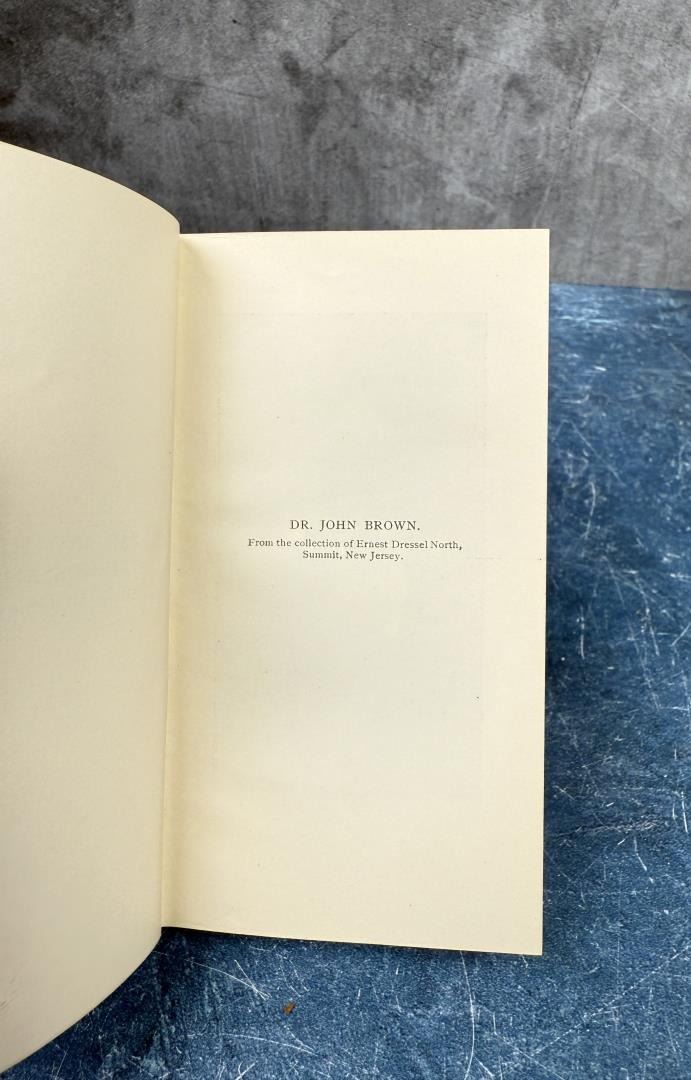 DR. JOHN BROWN.
From the collection of Ernest Dressel North,
Summit, New Jersey.